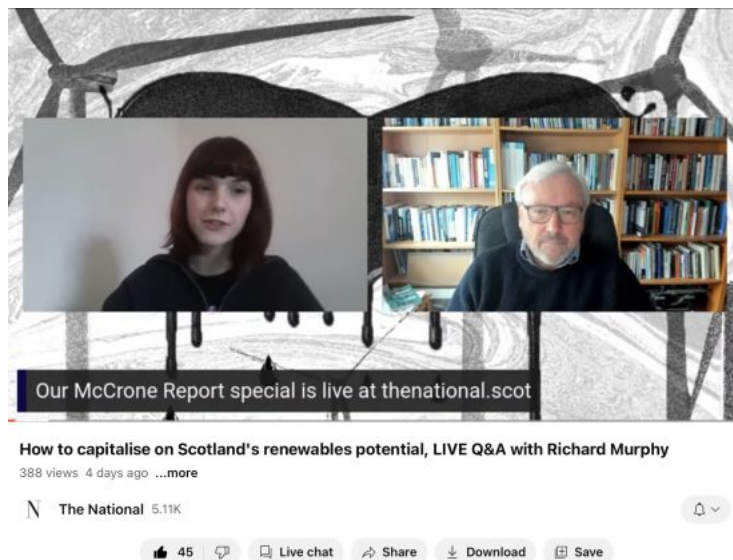 Our McCrone Report special is live at thenational.scot
How to capitalise on Scotland's renewables potential, LIVE Q&A with Richard Murphy
388 views 4 days ago ...more
N The National 5.11K
45 Live chat Share Download Save